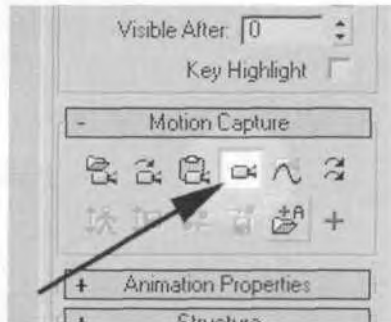 Visible After: 0
Key Highlight
- Motion Capture
+ Animation Properties
+ Structure